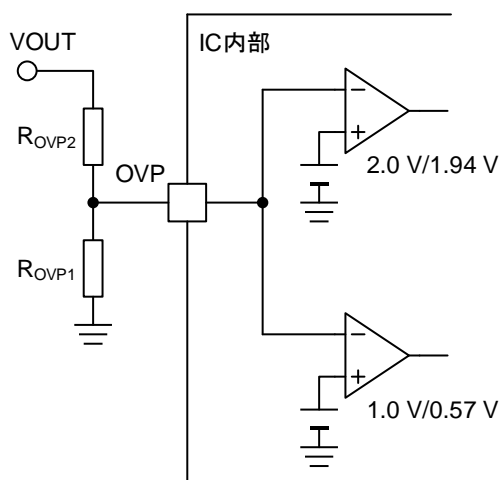 VOUT
IC内部
ROVP2
OVP
ROVP1
−
+
2.0 V/1.94 V
−
+
1.0 V/0.57 V